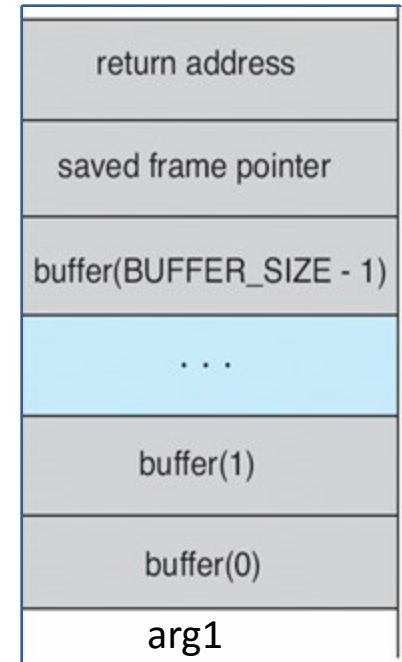 return address
saved frame pointer
buffer(BUFFER_SIZE - 1)
. . .
buffer(1)
buffer(0)
arg1